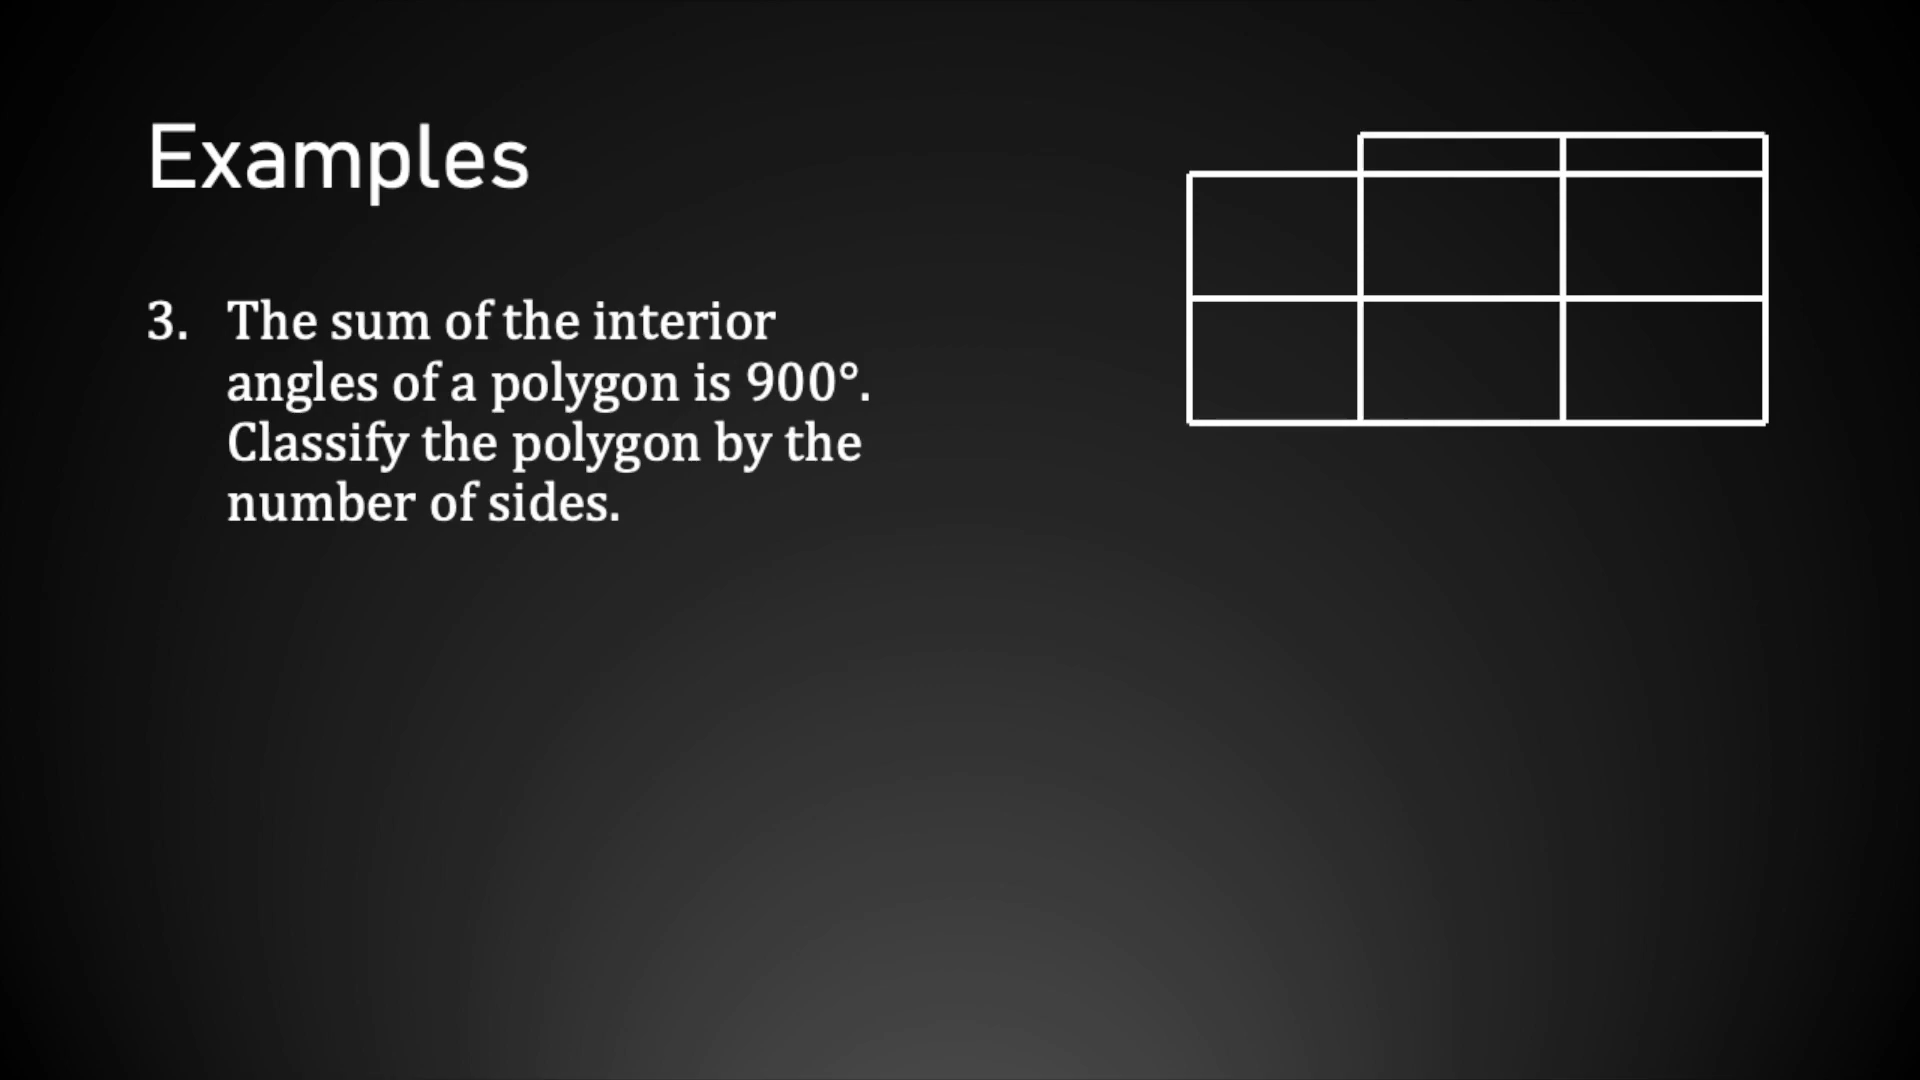 Examples
3. The sum of the interior
angles of a polygon is 900°.
Classify the polygon by the
number of sides.